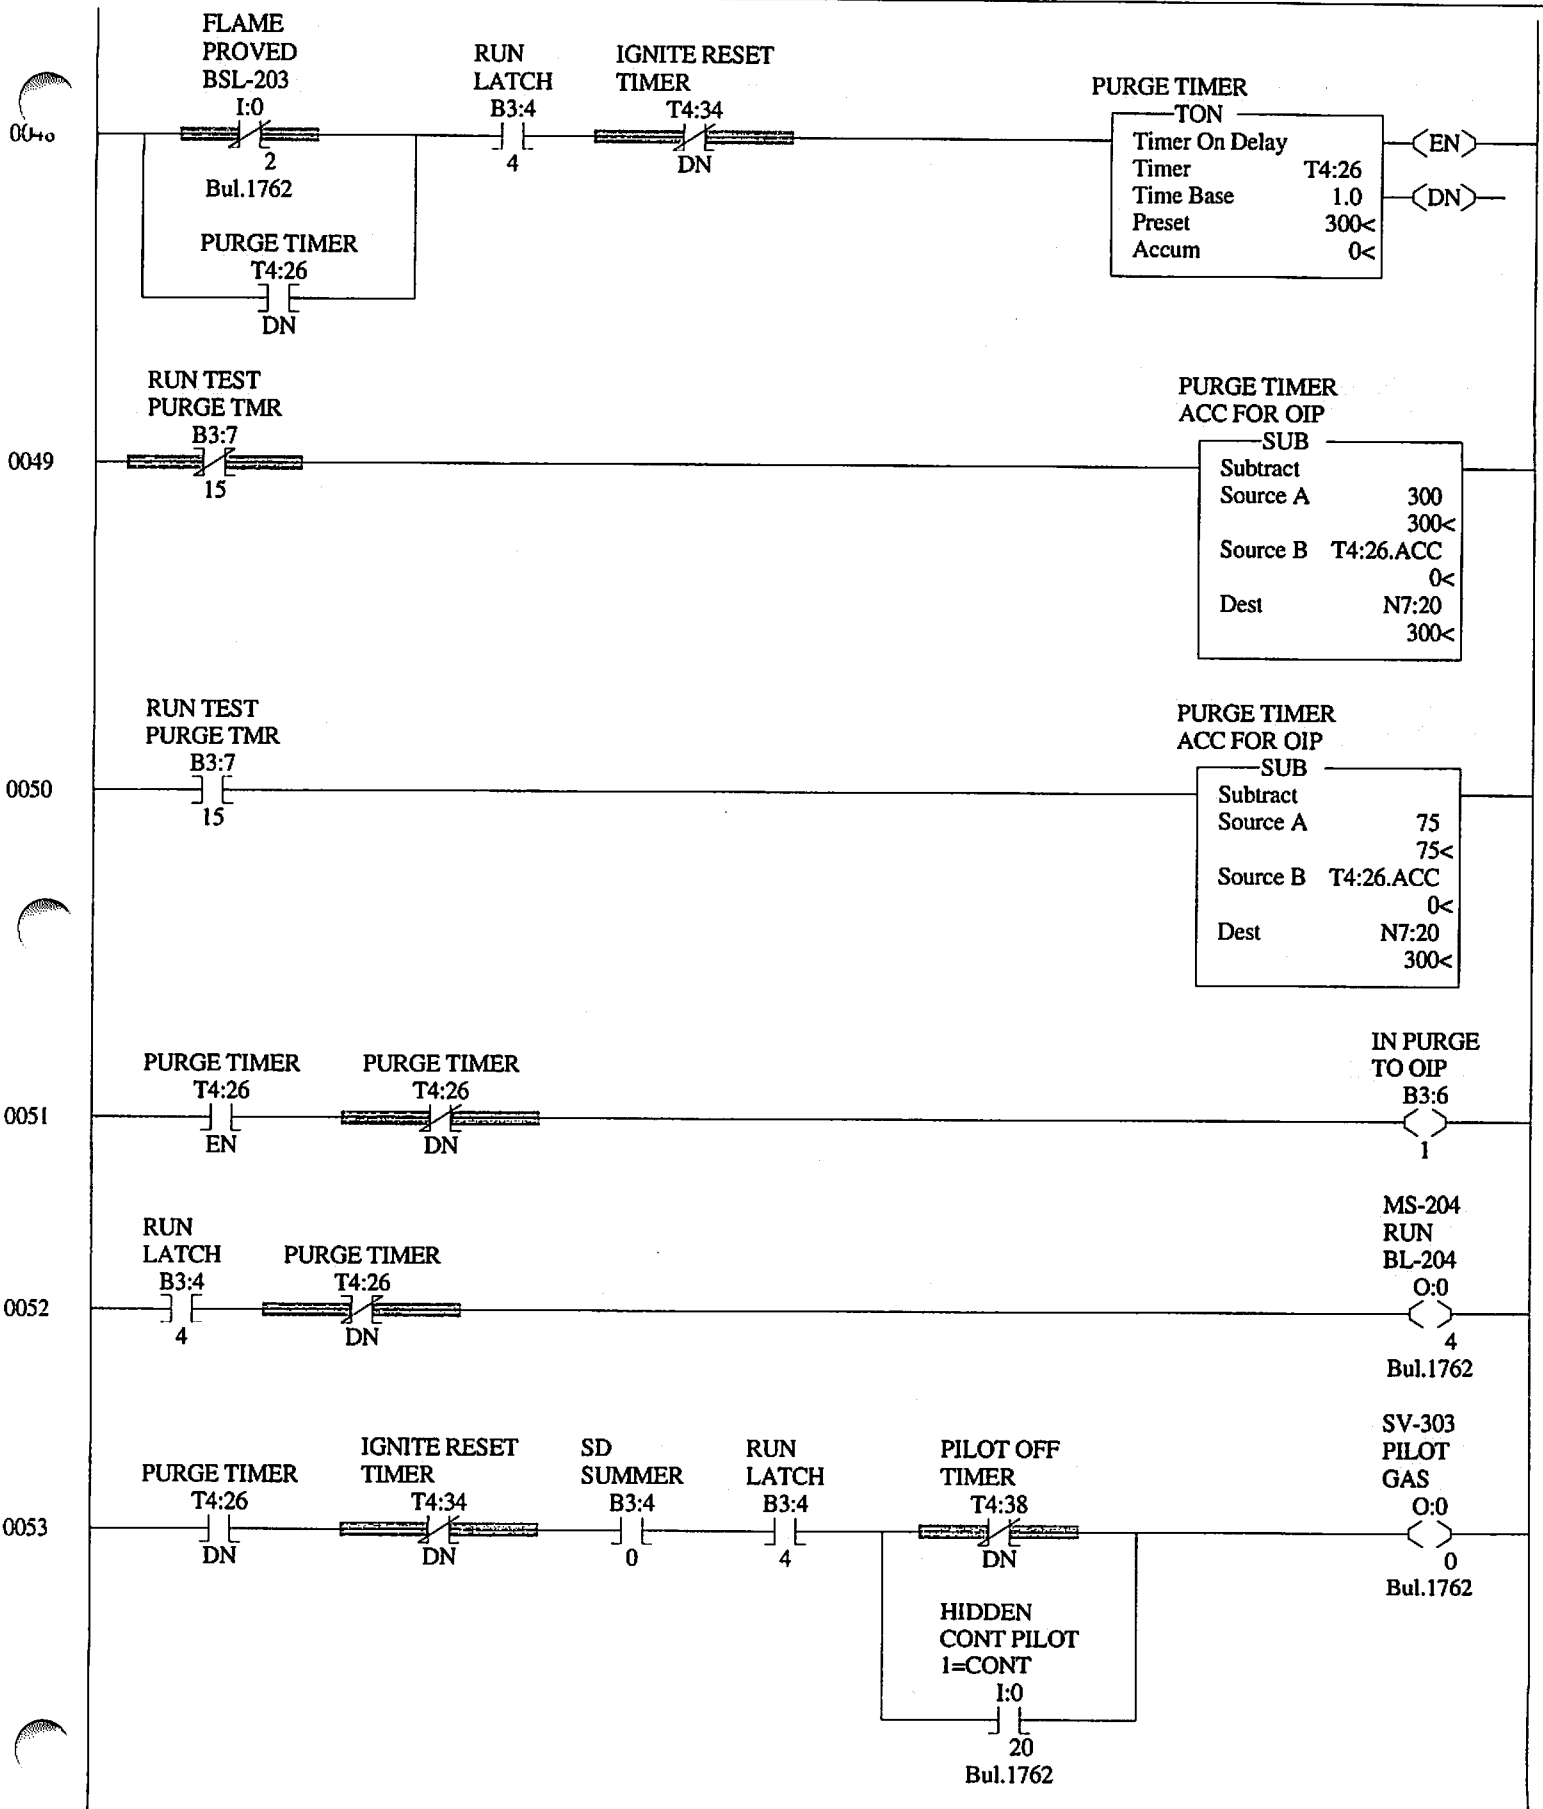 FLAME
PROVED
BSL-203
I:0
2
Bul.1762
RUN
LATCH
B3:4
4
IGNITE RESET
TIMER
T4:34
DN
PURGE TIMER
TON
Timer On Delay
Timer T4:26
Time Base 1.0
Preset 300<
Accum 0<
EN
DN
PURGE TIMER
T4:26
DN
0049
RUN TEST
PURGE TMR
B3:7
15
PURGE TIMER
ACC FOR OIP
SUB
Subtract
Source A 300
300<
Source B T4:26.ACC
0<
Dest N7:20
300<
0050
RUN TEST
PURGE TMR
B3:7
15
PURGE TIMER
ACC FOR OIP
SUB
Subtract
Source A 75
75<
Source B T4:26.ACC
0<
Dest N7:20
300<
0051
PURGE TIMER
T4:26
EN
PURGE TIMER
T4:26
DN
IN PURGE
TO OIP
B3:6
1
0052
RUN
LATCH
B3:4
4
PURGE TIMER
T4:26
DN
MS-204
RUN
BL-204
O:0
4
Bul.1762
0053
PURGE TIMER
T4:26
DN
IGNITE RESET
TIMER
T4:34
DN
SD
SUMMER
B3:4
0
RUN
LATCH
B3:4
4
PILOT OFF
TIMER
T4:38
DN
HIDDEN
CONT PILOT
1=CONT
I:0
20
Bul.1762
SV-303
PILOT
GAS
O:0
0
Bul.1762